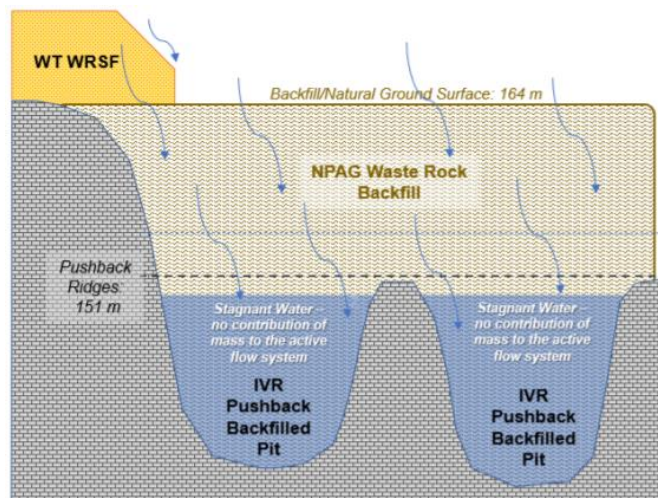 WT WRSF
Backfill/Natural Ground Surface: 164 m
NPAG Waste Rock
Backfill
Pushback
Ridges:
151 m
Stagnant Water –
no contribution of
mass to the active
flow system
IVR
Pushback
Backfilled
Pit
Stagnant Water –
no contribution of
mass to the active
flow system
IVR
Pushback
Backfilled
Pit